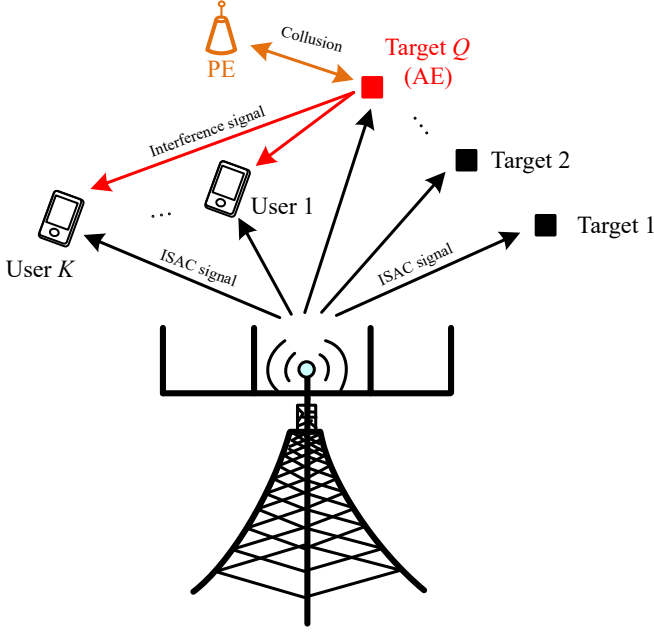 Collusion
PE
Target Q
(AE)
Interference signal
...
Target 2
User 1
...
Target 1
User K
ISAC signal
ISAC signal